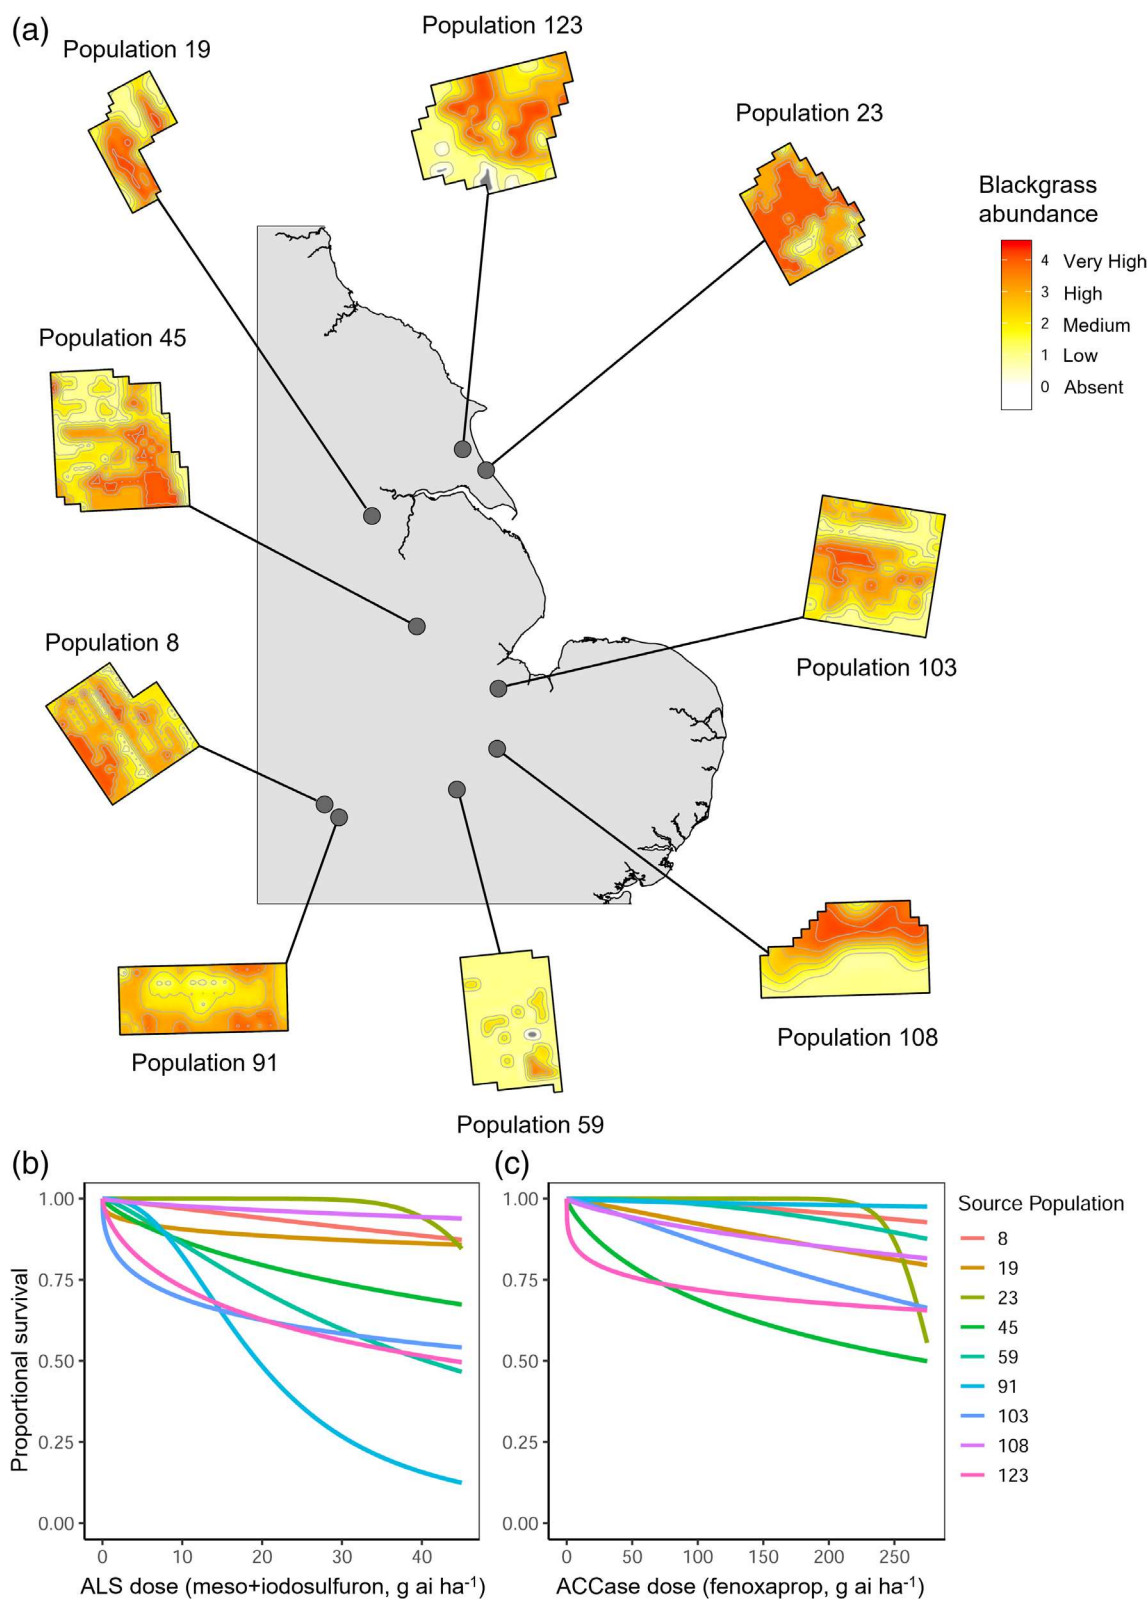 (a)
Population 19
Population 123
Population 23
Blackgrass
abundance
4 Very High
3 High
2 Medium
1 Low
0 Absent
Population 45
Population 103
Population 8
Population 108
Population 91
Population 59
(b)
(c)
Proportional survival
1.00
0.75
0.50
0.25
0.00
0 10 20 30 40
ALS dose (meso+iodosulfuron, g ai ha⁻¹)
1.00
0.75
0.50
0.25
0.00
0 50 100 150 200 250
ACCase dose (fenoxaprop, g ai ha⁻¹)
Source Population
8
19
23
45
59
91
103
108
123